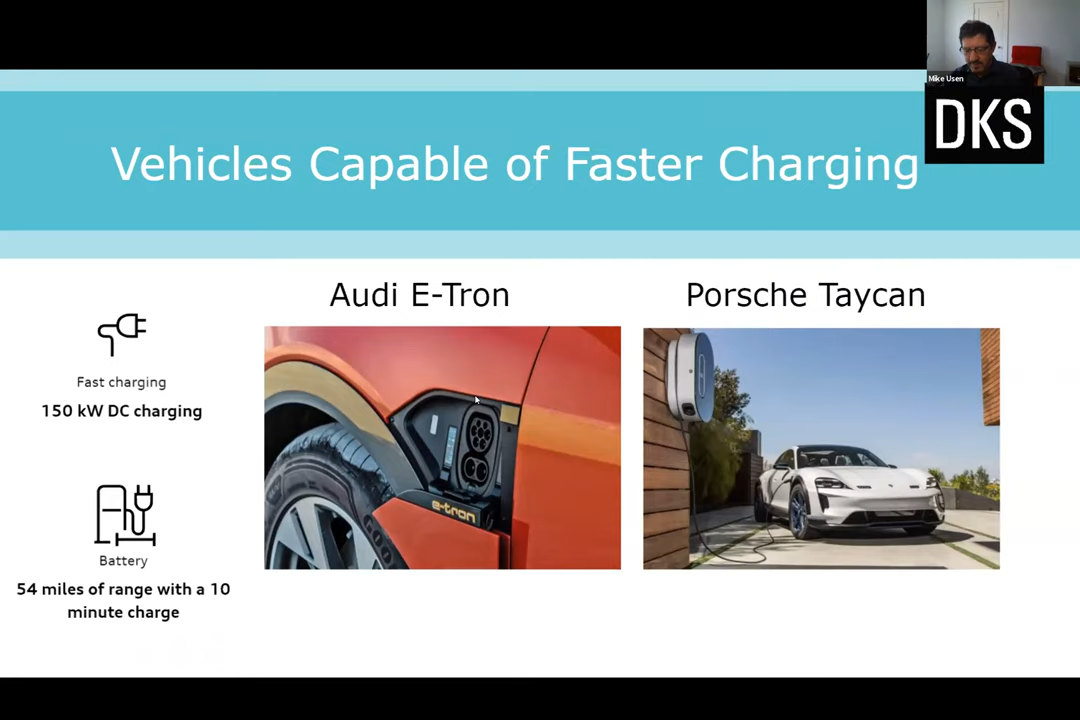 Mike Usen
DKS
Vehicles Capable of Faster Charging
Audi E-Tron
Porsche Taycan
Fast charging
150 kW DC charging
e-tron
Battery
54 miles of range with a 10
minute charge